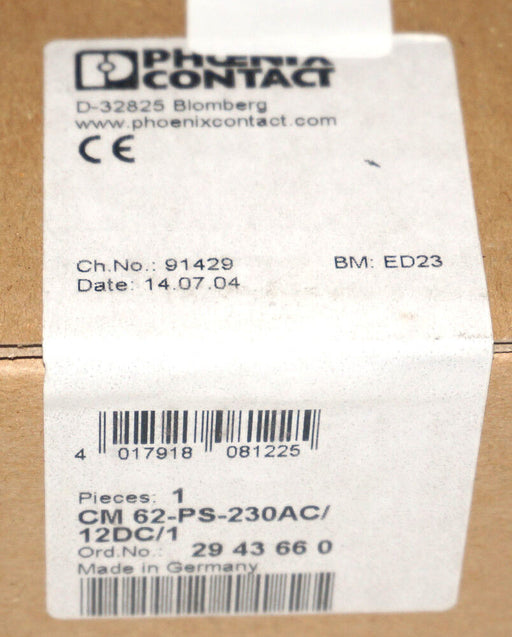 PHOENIX
CONTACT
D-32825 Blomberg
www.phoenixcontact.com
CE
Ch.No.: 91429 BM: ED23
Date: 14.07.04
4 017918 081225
Pieces: 1
CM 62-PS-230AC/
12DC/1
Ord.No.: 29 43 66 0
Made in Germany